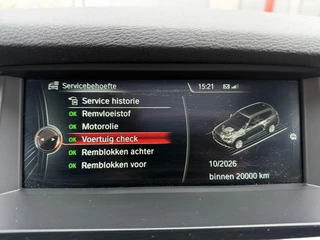 Servicebehoefte
15:21
Service historie
OK Remvloeistof
OK Motorolie
OK Voertuig check
OK Remblokken achter
OK Remblokken voor
10/2026
binnen 20000 km